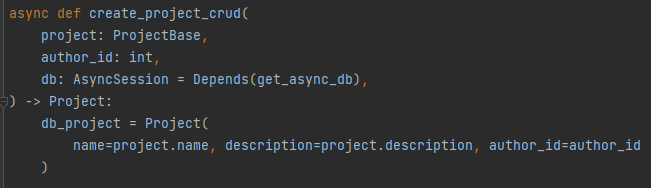 async def create_project_crud(
    project: ProjectBase,
    author_id: int,
    db: AsyncSession = Depends(get_async_db),
) -> Project:
    db_project = Project(
        name=project.name, description=project.description, author_id=author_id
    )